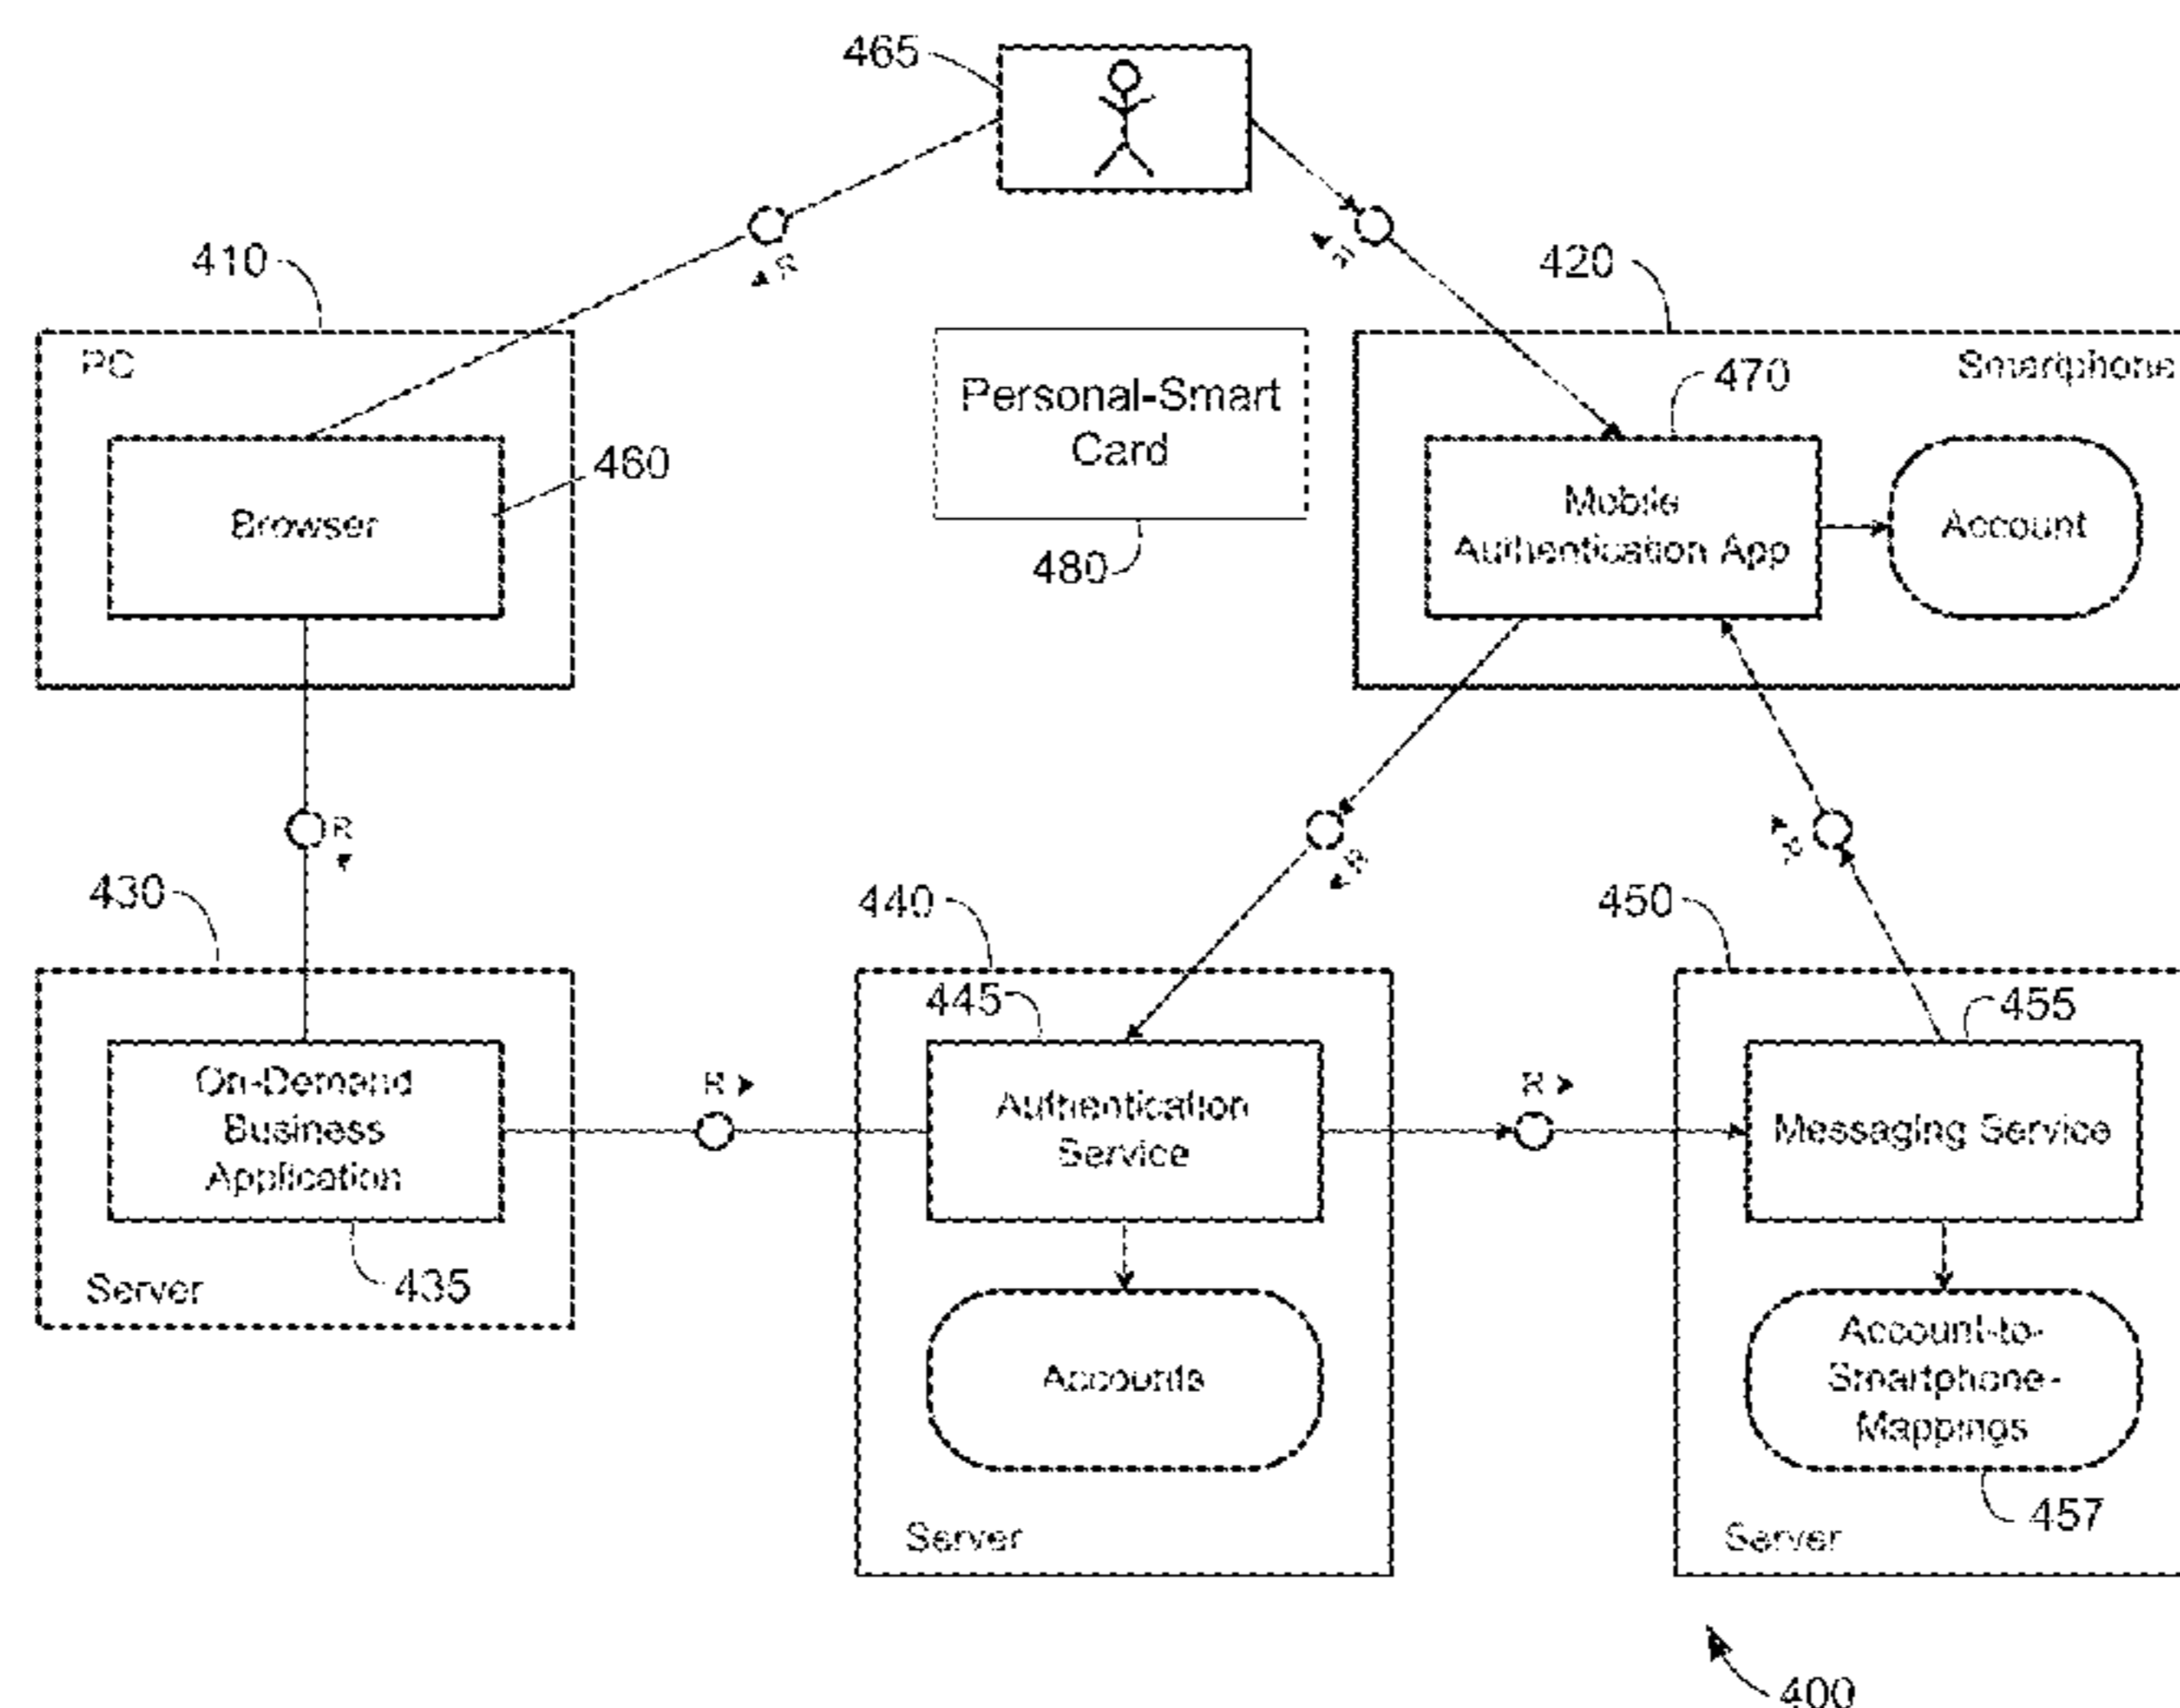 465
410
R
R
420
PC
Smartphone
470
Personal-Smart
Card
460
Browser
Mobile
Authentication App
Account
480
R
R
R
430
440
450
445
455
On-Demand
Business
Application
R
Authentication
Service
R
Messaging Service
435
Server
Accounts
Account-to-
Smartphone-
Mappings
457
Server
Server
400